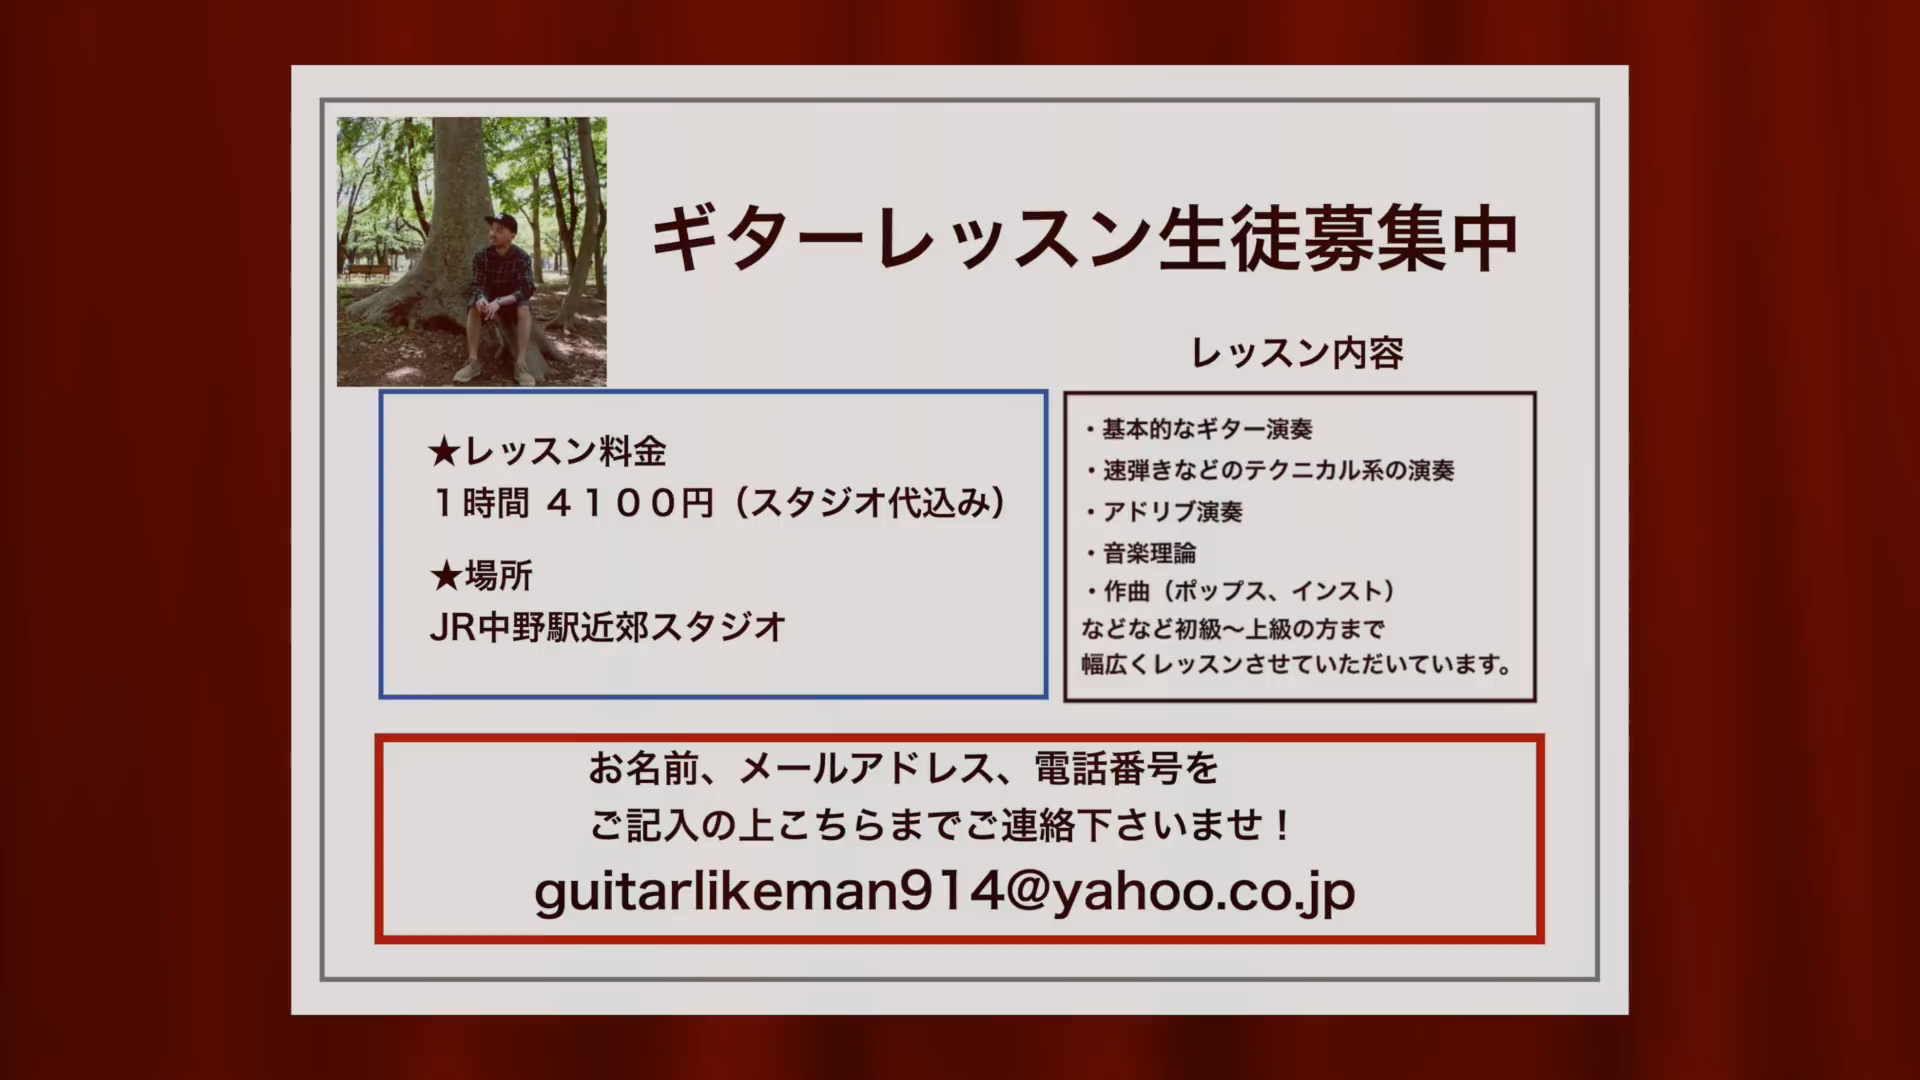 ギターレッスン生徒募集中
★レッスン料金
１時間 ４１００円（スタジオ代込み）
★場所
JR中野駅近郊スタジオ
レッスン内容
・基本的なギター演奏
・速弾きなどのテクニカル系の演奏
・アドリブ演奏
・音楽理論
・作曲（ポップス、インスト）
などなど初級～上級の方まで
幅広くレッスンさせていただいています。
お名前、メールアドレス、電話番号を
ご記入の上こちらまでご連絡下さいませ！
guitarlikeman914@yahoo.co.jp